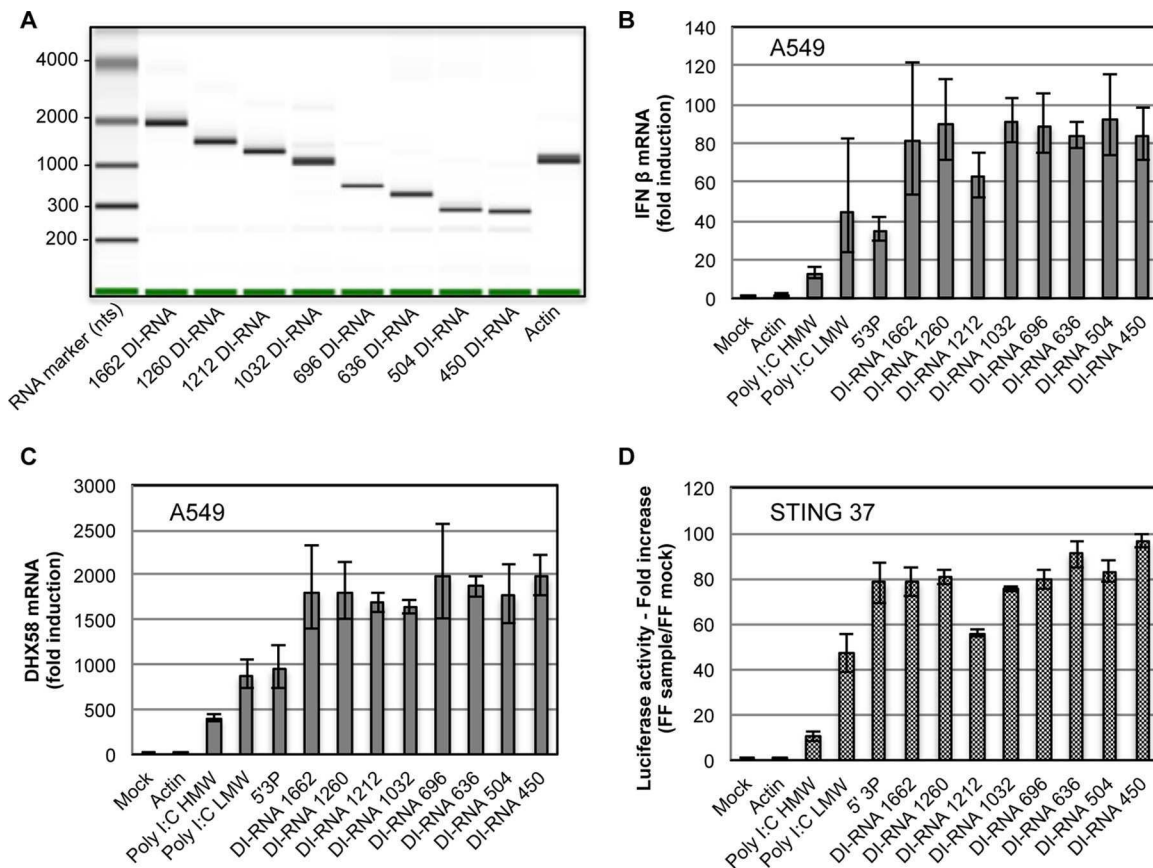 A
4000
2000
1000
300
200
RNA marker (nts)
1662 DI-RNA
1260 DI-RNA
1212 DI-RNA
1032 DI-RNA
696 DI-RNA
636 DI-RNA
504 DI-RNA
450 DI-RNA
Actin
B
A549
IFN β mRNA
(fold induction)
140
120
100
80
60
40
20
0
Mock
Actin
Poly I:C HMW
Poly I:C LMW
5'3P
DI-RNA 1662
DI-RNA 1260
DI-RNA 1212
DI-RNA 1032
DI-RNA 696
DI-RNA 636
DI-RNA 504
DI-RNA 450
C
A549
DHX58 mRNA
(fold induction)
3000
2500
2000
1500
1000
500
0
Mock
Actin
Poly I:C HMW
Poly I:C LMW
5'3P
DI-RNA 1662
DI-RNA 1260
DI-RNA 1212
DI-RNA 1032
DI-RNA 696
DI-RNA 636
DI-RNA 504
DI-RNA 450
D
STING 37
Luciferase activity - Fold increase
(FF sample/FF mock)
120
100
80
60
40
20
0
Mock
Actin
Poly I:C HMW
Poly I:C LMW
5' 3P
DI-RNA 1662
DI-RNA 1260
DI-RNA 1212
DI-RNA 1032
DI-RNA 696
DI-RNA 636
DI-RNA 504
DI-RNA 450